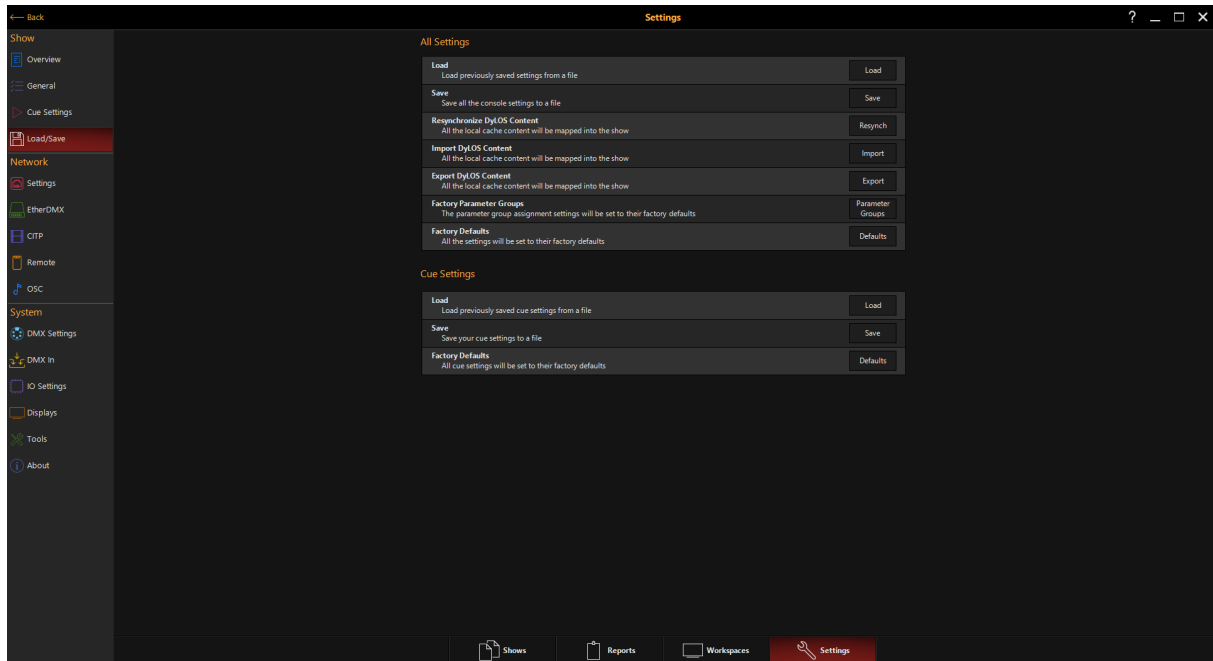 Back
Settings
?
Show
Overview
General
Cue Settings
Load/Save
Network
Settings
EtherDMX
CITP
Remote
OSC
System
DMX Settings
DMX In
IO Settings
Displays
Tools
About
All Settings
Load
Load previously saved settings from a file
Load
Save
Save all the console settings to a file
Save
Resynchronize DyLOS Content
All the local cache content will be mapped into the show
Resynch
Import DyLOS Content
All the local cache content will be mapped into the show
Import
Export DyLOS Content
All the local cache content will be mapped into the show
Export
Factory Parameter Groups
The parameter group assignment settings will be set to their factory defaults
Parameter
Groups
Factory Defaults
All the settings will be set to their factory defaults
Defaults
Cue Settings
Load
Load previously saved cue settings from a file
Load
Save
Save your cue settings to a file
Save
Factory Defaults
All cue settings will be set to their factory defaults
Defaults
Shows
Reports
Workspaces
Settings